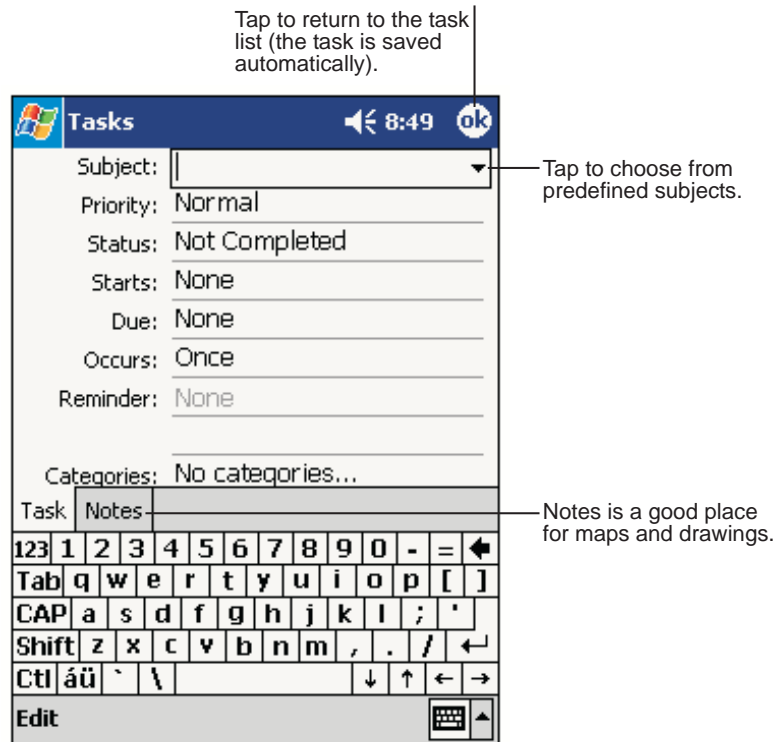 Tap to return to the task
list (the task is saved
automatically).
Tasks 8:49 ok
Subject:
Tap to choose from
predefined subjects.
Priority: Normal
Status: Not Completed
Starts: None
Due: None
Occurs: Once
Reminder: None
Categories: No categories...
Task Notes
Notes is a good place
for maps and drawings.
123 1 2 3 4 5 6 7 8 9 0 - = 🡄
Tab q w e r t y u i o p [ ]
CAP a s d f g h j k l ; '
Shift z x c v b n m , . / ↵
Ctl áü ` \ ↓ ↑ ← →
Edit